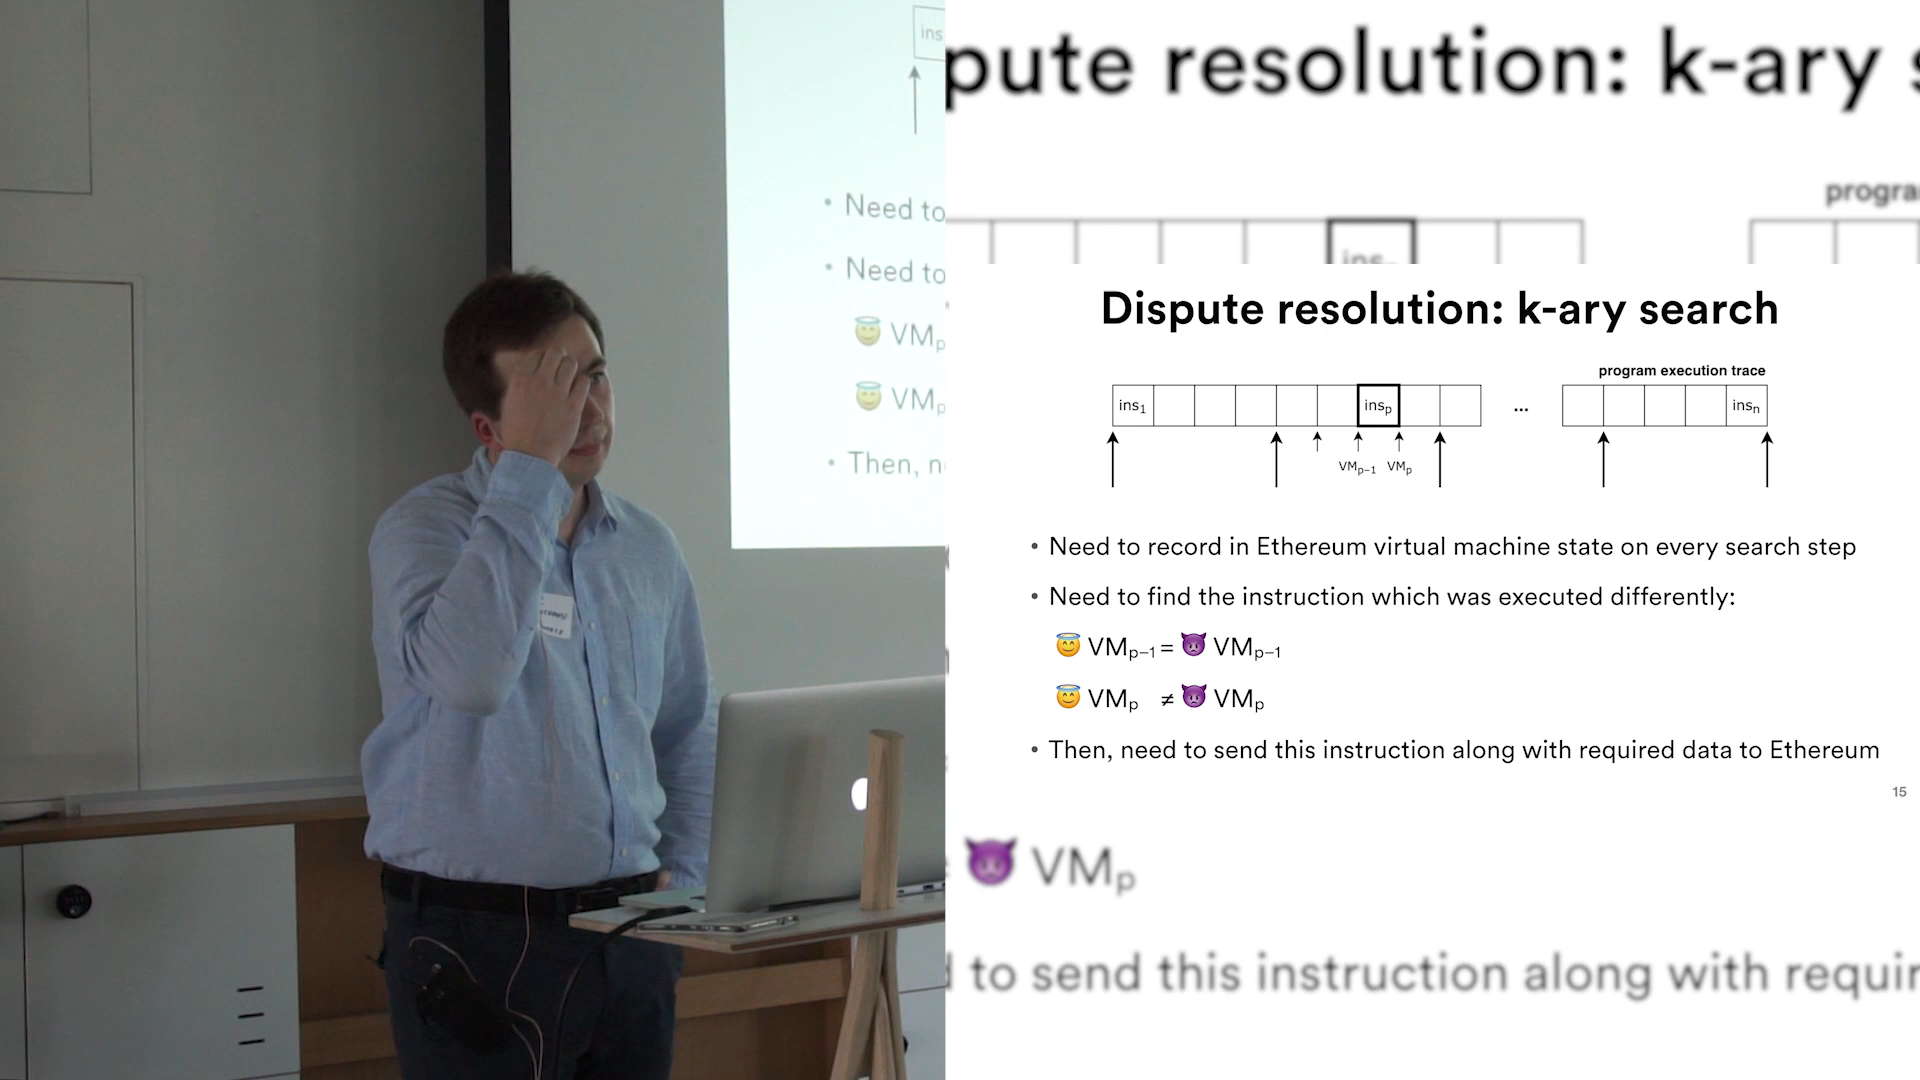 ins
• Need to
• Need to
😇 VMp
😇 VMp
• Then, n
pute resolution: k-ary s
progra
Dispute resolution: k-ary search
program execution trace
ins1 insp ... insn
VMp–1 VMp
• Need to record in Ethereum virtual machine state on every search step
• Need to find the instruction which was executed differently:
😇 VMp–1 = 👿 VMp–1
😇 VMp ≠ 👿 VMp
• Then, need to send this instruction along with required data to Ethereum
15
👿 VMp
to send this instruction along with requir